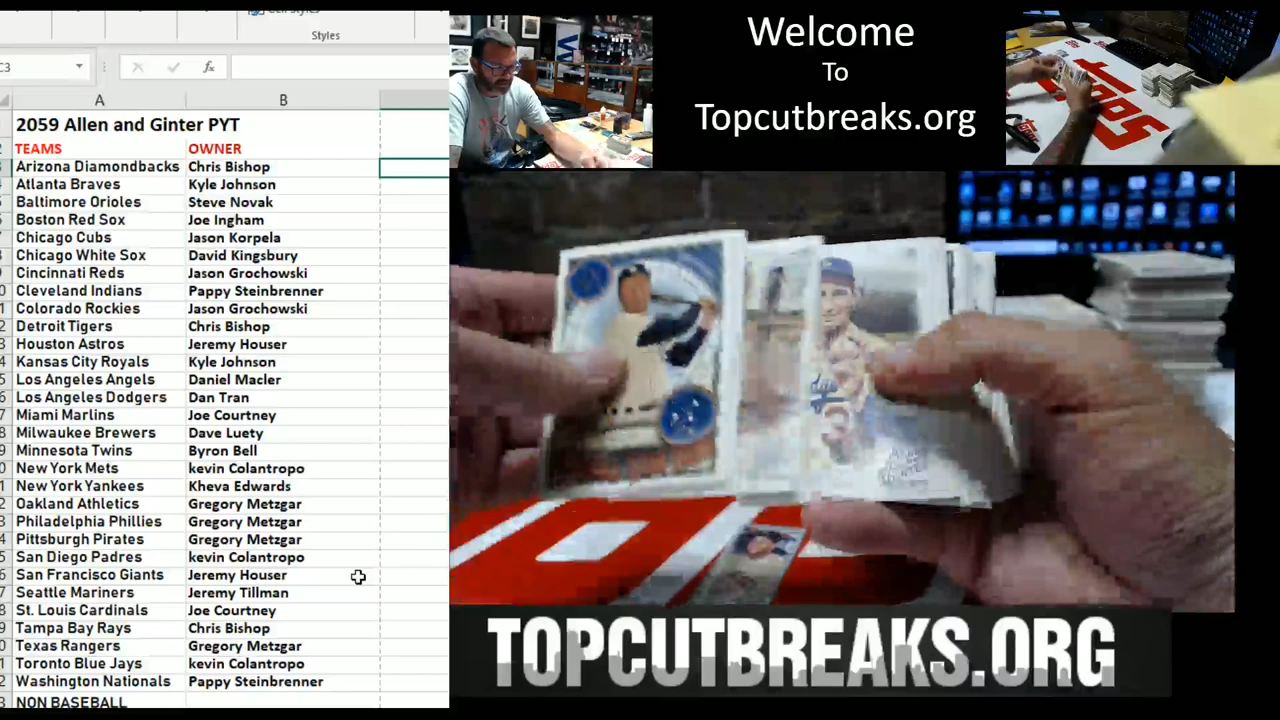 Styles
C3
fx
A B
2059 Allen and Ginter PYT
TEAMS OWNER
Arizona Diamondbacks Chris Bishop
Atlanta Braves Kyle Johnson
Baltimore Orioles Steve Novak
Boston Red Sox Joe Ingham
Chicago Cubs Jason Korpela
Chicago White Sox David Kingsbury
Cincinnati Reds Jason Grochowski
Cleveland Indians Pappy Steinbrenner
Colorado Rockies Jason Grochowski
Detroit Tigers Chris Bishop
Houston Astros Jeremy Houser
Kansas City Royals Kyle Johnson
Los Angeles Angels Daniel Macler
Los Angeles Dodgers Dan Tran
Miami Marlins Joe Courtney
Milwaukee Brewers Dave Luety
Minnesota Twins Byron Bell
New York Mets kevin Colantropo
New York Yankees Kheva Edwards
Oakland Athletics Gregory Metzgar
Philadelphia Phillies Gregory Metzgar
Pittsburgh Pirates Gregory Metzgar
San Diego Padres kevin Colantropo
San Francisco Giants Jeremy Houser
Seattle Mariners Jeremy Tillman
St. Louis Cardinals Joe Courtney
Tampa Bay Rays Chris Bishop
Texas Rangers Gregory Metzgar
Toronto Blue Jays kevin Colantropo
Washington Nationals Pappy Steinbrenner
NON BASEBALL
Welcome
To
Topcutbreaks.org
topps
TOPCUTBREAKS.ORG